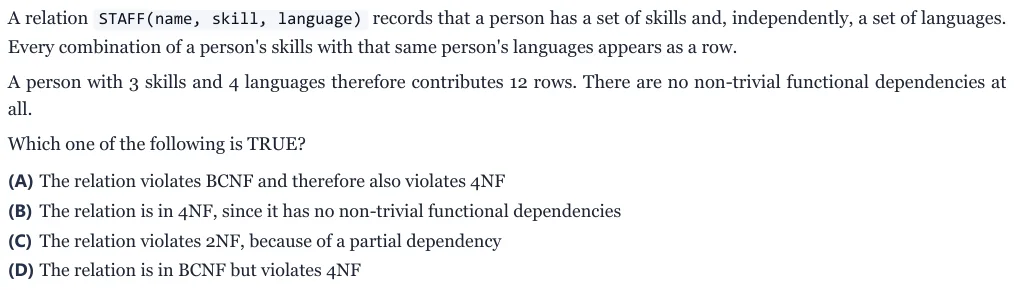 A relation STAFF(name, skill, language) records that a person has a set of skills and, independently, a set of languages.
Every combination of a person's skills with that same person's languages appears as a row.
A person with 3 skills and 4 languages therefore contributes 12 rows. There are no non-trivial functional dependencies at
all.
Which one of the following is TRUE?
(A) The relation violates BCNF and therefore also violates 4NF
(B) The relation is in 4NF, since it has no non-trivial functional dependencies
(C) The relation violates 2NF, because of a partial dependency
(D) The relation is in BCNF but violates 4NF